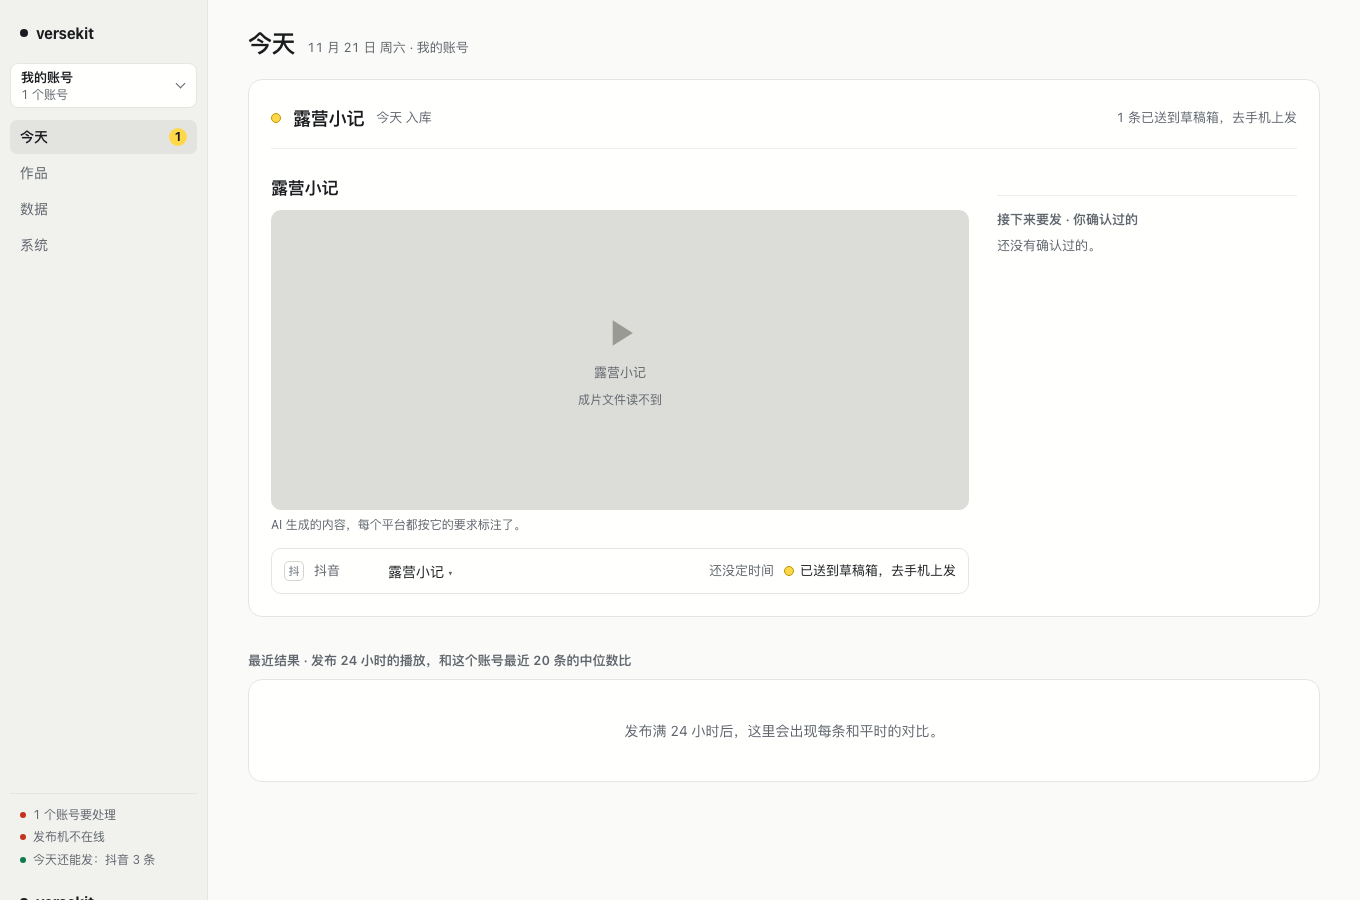 versekit
我的账号
1 个账号
今天 1
作品
数据
系统
1 个账号要处理
发布机不在线
今天还能发：抖音 3 条
versekit
今天 11 月 21 日 周六 · 我的账号
露营小记 今天 入库 1 条已送到草稿箱，去手机上发
露营小记
露营小记
成片文件读不到
AI 生成的内容，每个平台都按它的要求标注了。
抖 抖音 露营小记 还没定时间 已送到草稿箱，去手机上发
接下来要发 · 你确认过的
还没有确认过的。
最近结果 · 发布 24 小时的播放，和这个账号最近 20 条的中位数比
发布满 24 小时后，这里会出现每条和平时的对比。